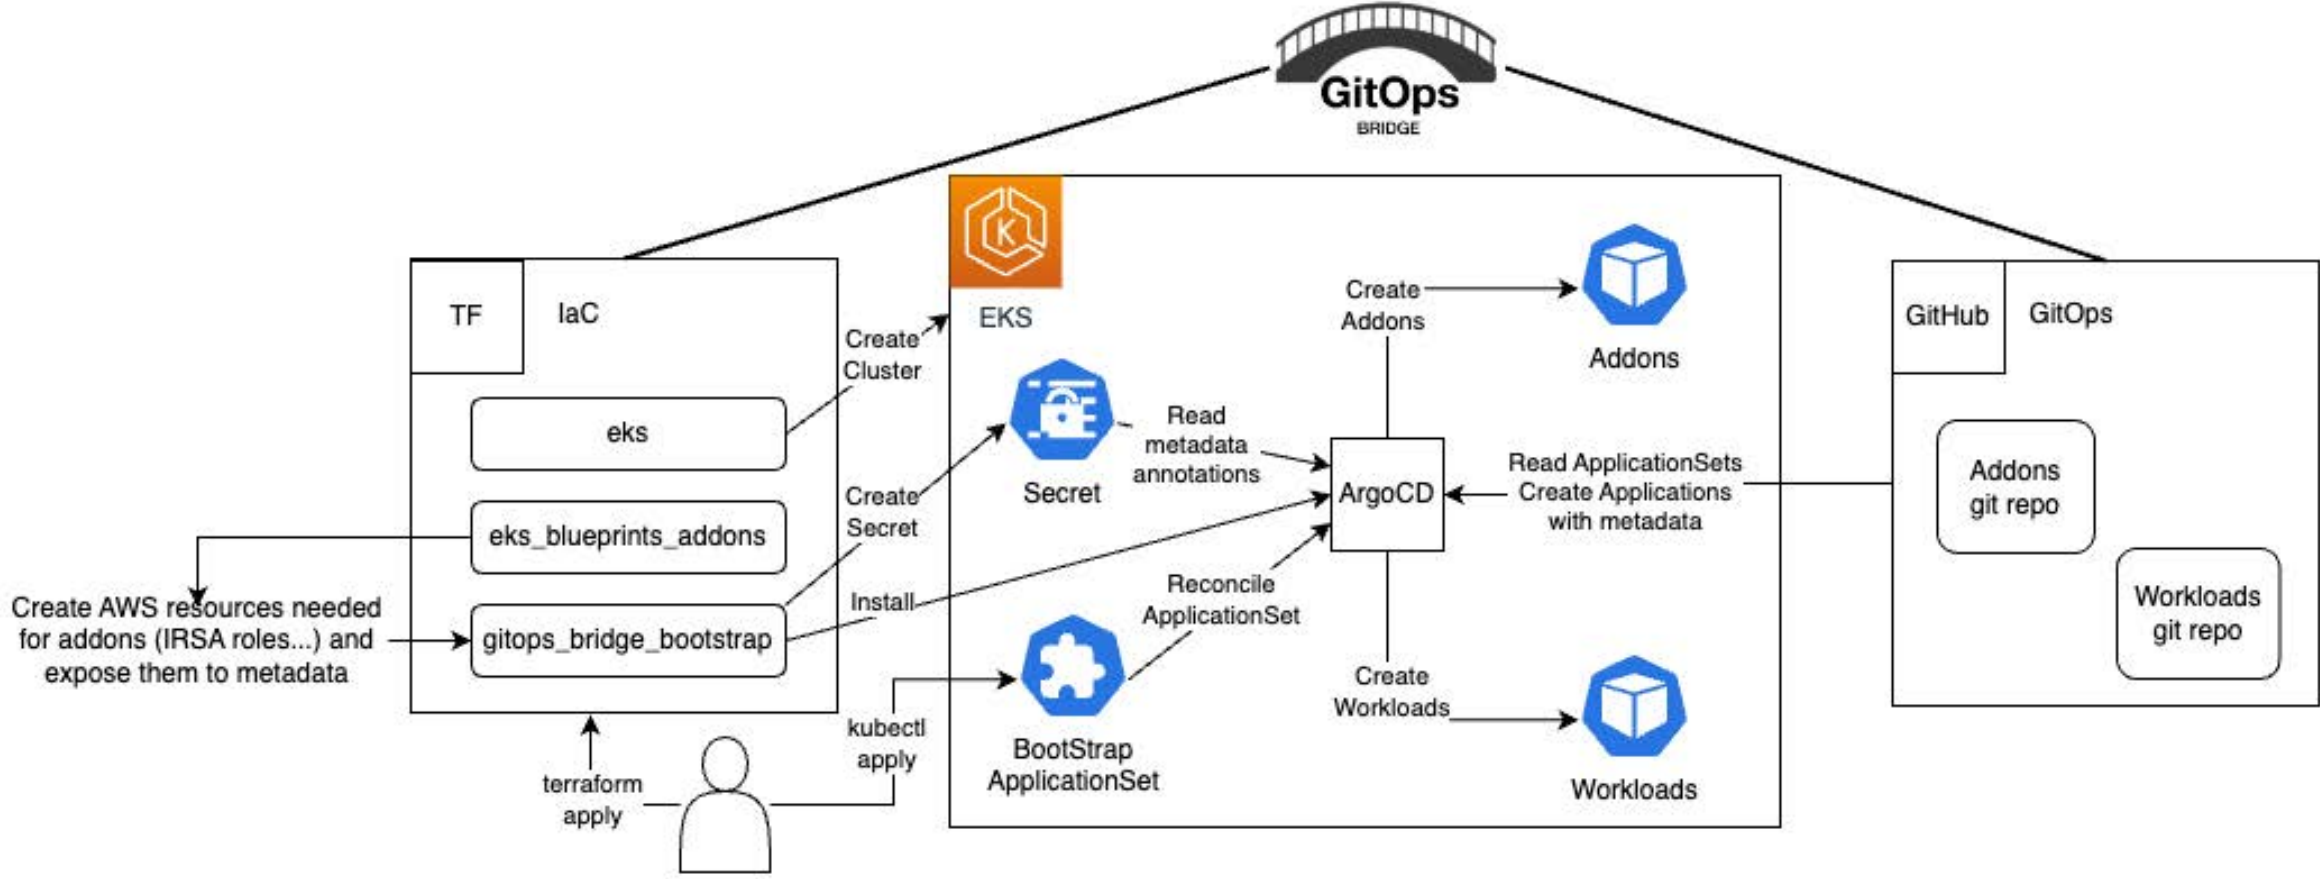 GitOps
BRIDGE
TF
IaC
eks
eks_blueprints_addons
gitops_bridge_bootstrap
Create AWS resources needed
for addons (IRSA roles...) and
expose them to metadata
terraform
apply
kubectl
apply
Create
Cluster
Create
Secret
Install
K
EKS
Secret
Read
metadata
annotations
Reconcile
ApplicationSet
BootStrap
ApplicationSet
ArgoCD
Create
Addons
Addons
Create
Workloads
Workloads
Read ApplicationSets
Create Applications
with metadata
GitHub
GitOps
Addons
git repo
Workloads
git repo